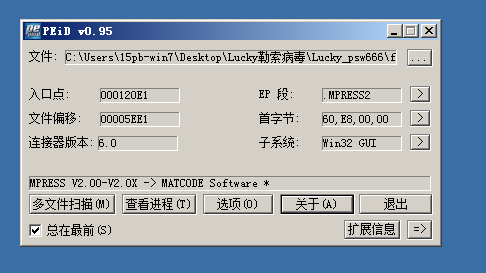 PEiD v0.95
文件: C:\Users\15pb-win7\Desktop\Lucky勒索病毒\Lucky_psw666\f ...
入口点: 000120E1 EP 段: .MPRESS2 >
文件偏移: 00005EE1 首字节: 60,E8,00,00 >
连接器版本: 6.0 子系统: Win32 GUI >
MPRESS V2.00-V2.0X -> MATCODE Software *
多文件扫描(M) 查看进程(T) 选项(O) 关于(A) 退出
总在最前(S) 扩展信息 =>